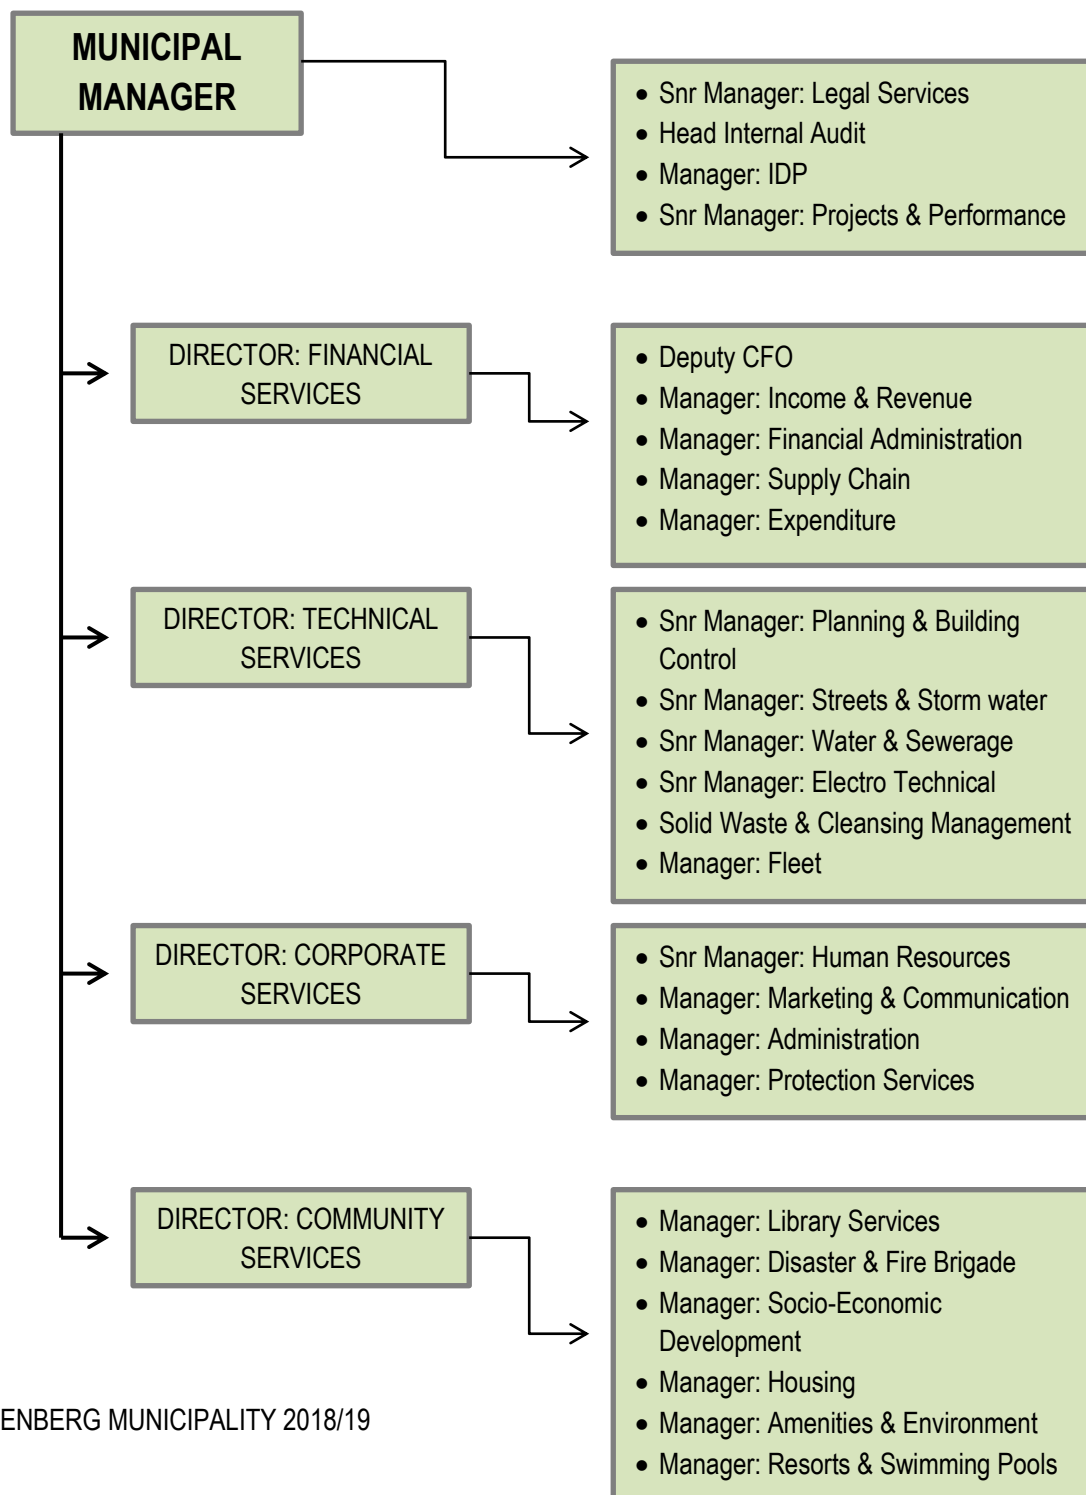 MUNICIPAL
MANAGER
• Snr Manager: Legal Services
• Head Internal Audit
• Manager: IDP
• Snr Manager: Projects & Performance
DIRECTOR: FINANCIAL
SERVICES
• Deputy CFO
• Manager: Income & Revenue
• Manager: Financial Administration
• Manager: Supply Chain
• Manager: Expenditure
DIRECTOR: TECHNICAL
SERVICES
• Snr Manager: Planning & Building
Control
• Snr Manager: Streets & Storm water
• Snr Manager: Water & Sewerage
• Snr Manager: Electro Technical
• Solid Waste & Cleansing Management
• Manager: Fleet
DIRECTOR: CORPORATE
SERVICES
• Snr Manager: Human Resources
• Manager: Marketing & Communication
• Manager: Administration
• Manager: Protection Services
DIRECTOR: COMMUNITY
SERVICES
• Manager: Library Services
• Manager: Disaster & Fire Brigade
• Manager: Socio-Economic
Development
• Manager: Housing
• Manager: Amenities & Environment
• Manager: Resorts & Swimming Pools
ENBERG MUNICIPALITY 2018/19